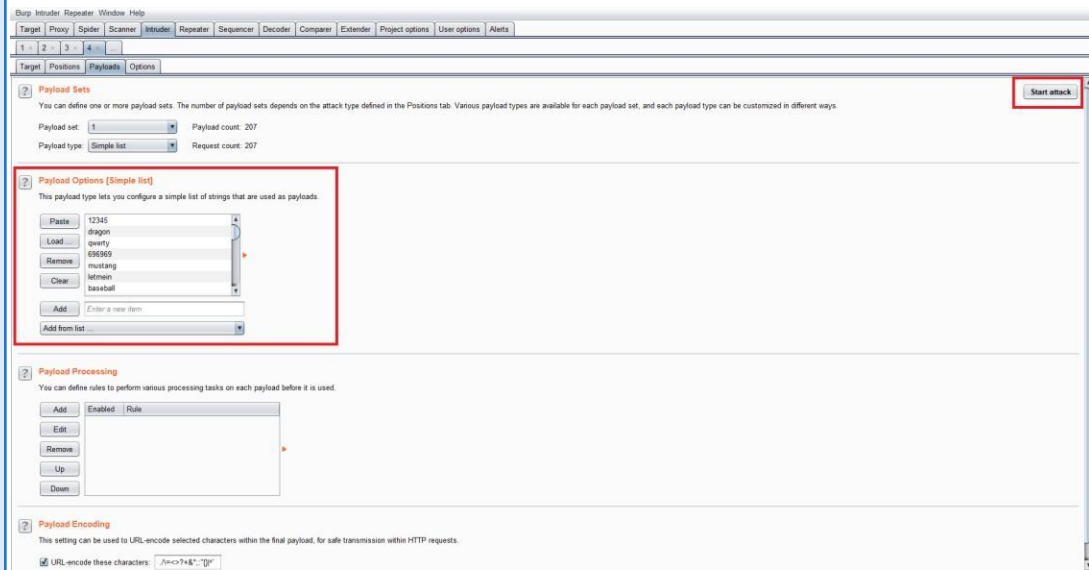 Burp Intruder Repeater Window Help
Target Proxy Spider Scanner Intruder Repeater Sequencer Decoder Comparer Extender Project options User options Alerts
1 × 2 × 3 × 4 × ...
Target Positions Payloads Options
? Payload Sets
Start attack
You can define one or more payload sets. The number of payload sets depends on the attack type defined in the Positions tab. Various payload types are available for each payload set, and each payload type can be customized in different ways.
Payload set: 1 Payload count: 207
Payload type: Simple list Request count: 207
? Payload Options [Simple list]
This payload type lets you configure a simple list of strings that are used as payloads.
Paste
Load ...
Remove
Clear
12345
dragon
qwerty
696969
mustang
letmein
baseball
Add Enter a new item
Add from list ...
? Payload Processing
You can define rules to perform various processing tasks on each payload before it is used.
Add Enabled Rule
Edit
Remove
Up
Down
? Payload Encoding
This setting can be used to URL-encode selected characters within the final payload, for safe transmission within HTTP requests.
URL-encode these characters: